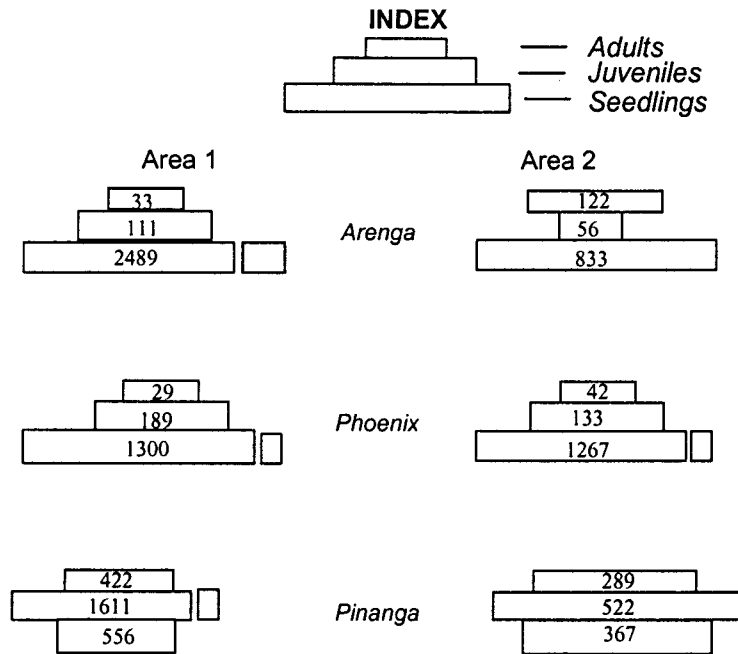 INDEX
Adults
Juveniles
Seedlings
Area 1 Area 2
33 122
111 Arenga 56
2489 833
29 42
189 Phoenix 133
1300 1267
422 289
1611 Pinanga 522
556 367